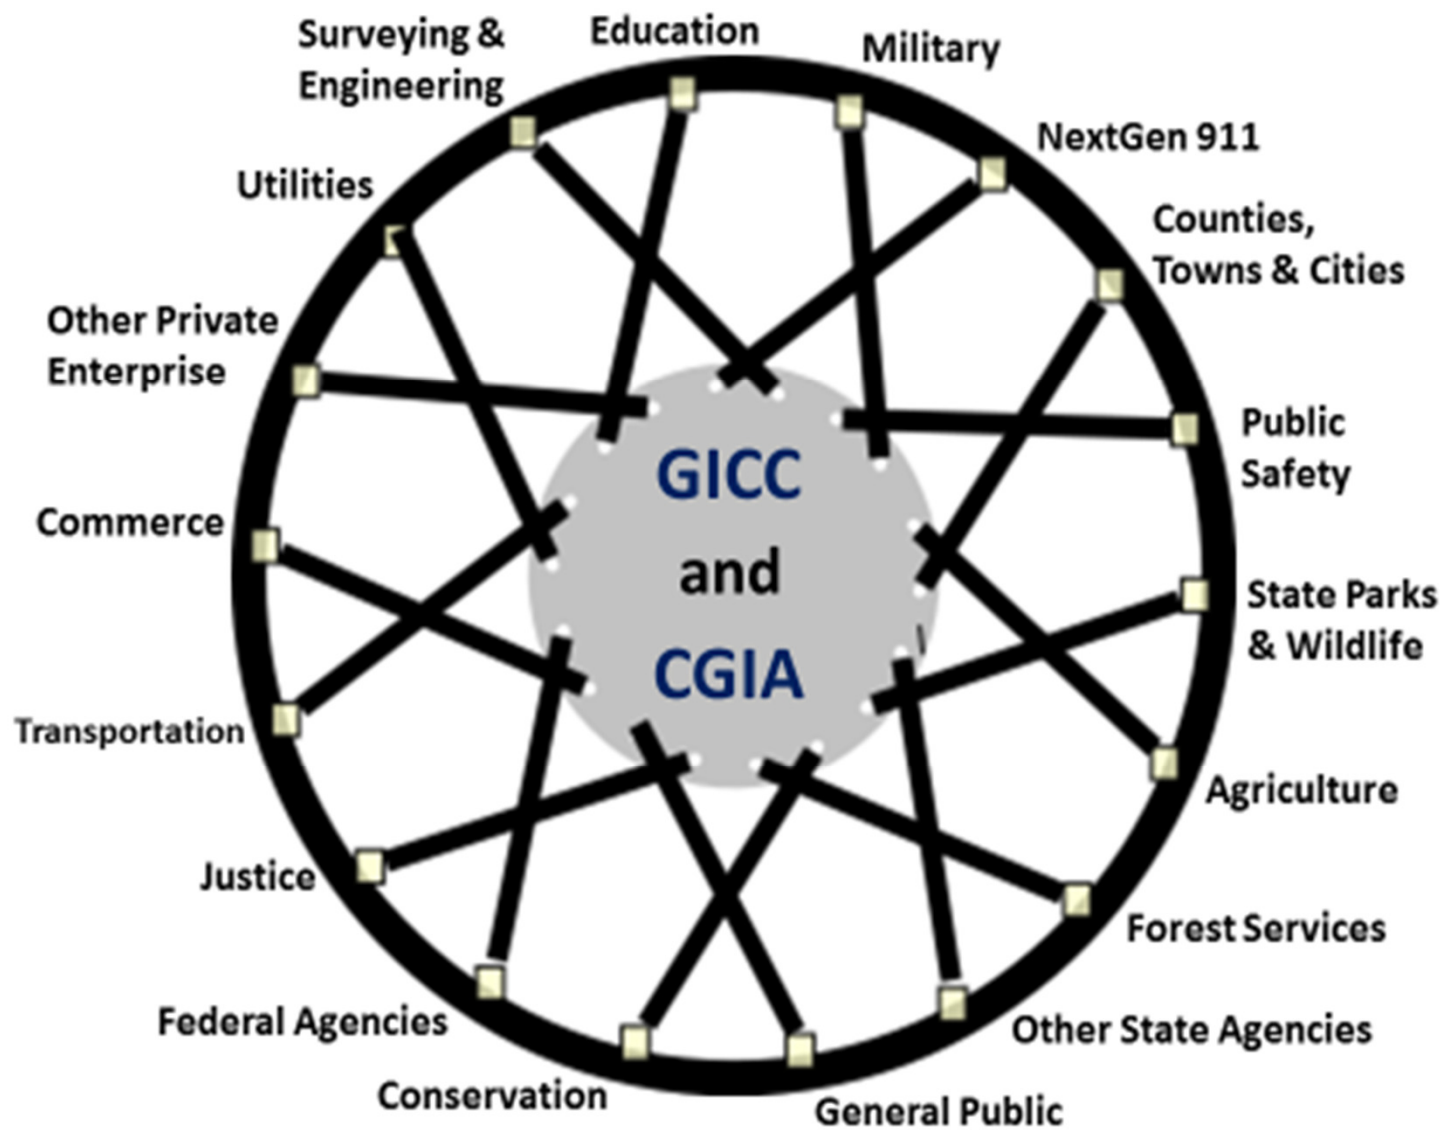 Surveying &
Engineering
Education
Military
NextGen 911
Counties,
Towns & Cities
Public
Safety
State Parks
& Wildlife
Agriculture
Forest Services
Other State Agencies
General Public
Conservation
Federal Agencies
Justice
Transportation
Commerce
Other Private
Enterprise
Utilities
GICC
and
CGIA